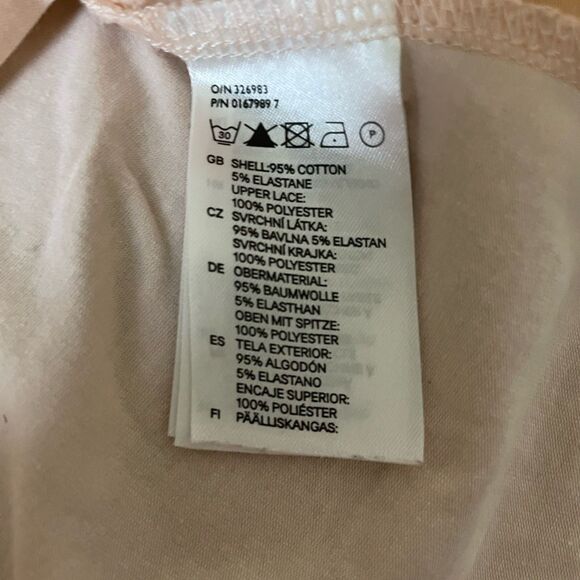 O/N 326983
P/N 0167989 7
30 P
GB SHELL:95% COTTON
5% ELASTANE
UPPER LACE:
100% POLYESTER
CZ SVRCHNÍ LÁTKA:
95% BAVLNA 5% ELASTAN
SVRCHNÍ KRAJKA:
100% POLYESTER
DE OBERMATERIAL:
95% BAUMWOLLE
5% ELASTHAN
OBEN MIT SPITZE:
100% POLYESTER
ES TELA EXTERIOR:
95% ALGODÓN
5% ELASTANO
ENCAJE SUPERIOR:
100% POLIÉSTER
FI PÄÄLLISKANGAS: